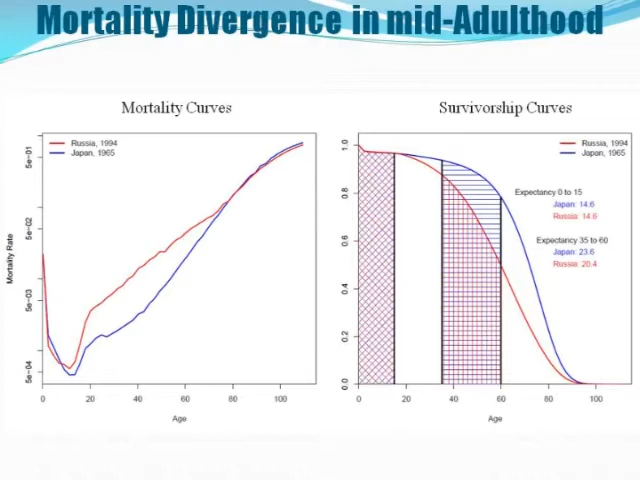 Mortality Divergence in mid-Adulthood
Mortality Curves
Russia, 1994
Japan, 1965
5e-01
5e-02
5e-03
5e-04
Mortality Rate
0 20 40 60 80 100
Age
Survivorship Curves
Russia, 1994
Japan, 1965
1.0
0.8
0.6
0.4
0.2
0.0
Expectancy 0 to 15
Japan: 14.6
Russia: 14.6
Expectancy 35 to 60
Japan: 23.6
Russia: 20.4
0 20 40 60 80 100
Age